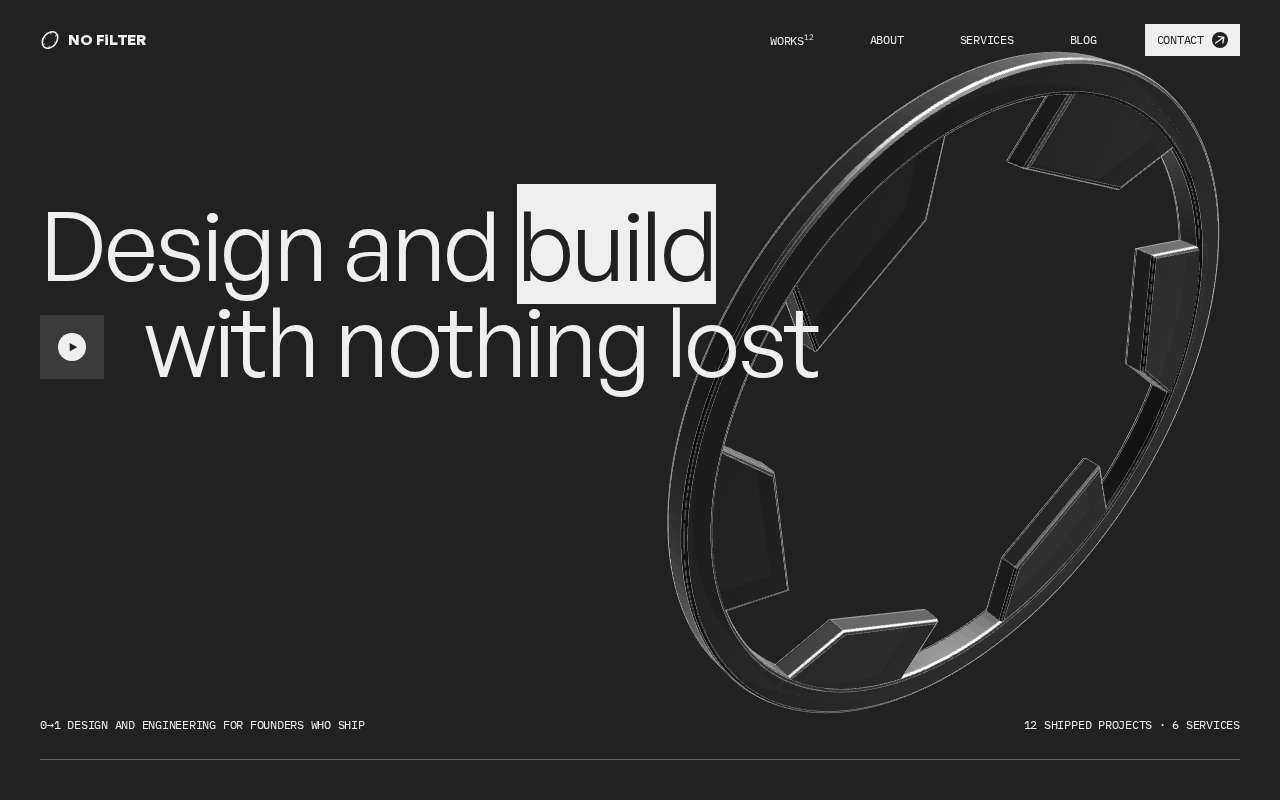 NO FiLTER
WORKS12
ABOUT
SERVICES
BLOG
CONTACT
Design and build
with nothing lost
0→1 DESIGN AND ENGINEERING FOR FOUNDERS WHO SHIP
12 SHIPPED PROJECTS · 6 SERVICES